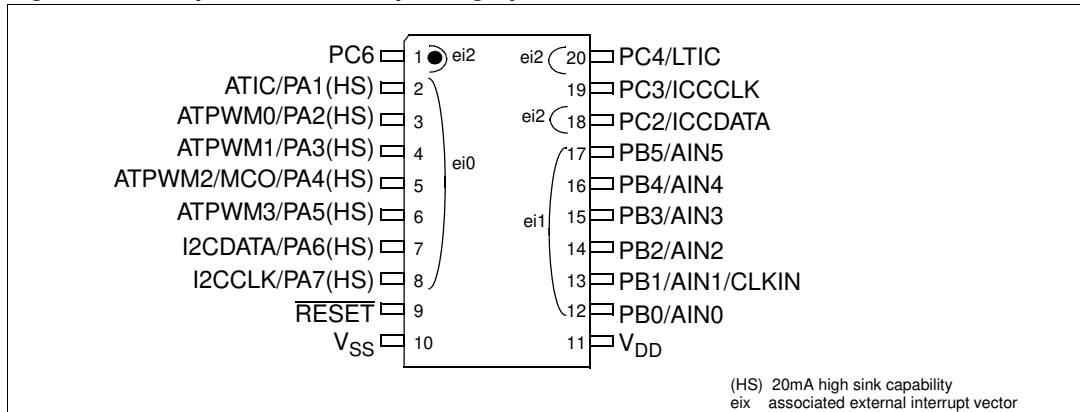 PC6 1 ei2 ei2 20 PC4/LTIC
ATIC/PA1(HS) 2 19 PC3/ICCCLK
ATPWM0/PA2(HS) 3 ei2 18 PC2/ICCDATA
ATPWM1/PA3(HS) 4 ei0 17 PB5/AIN5
ATPWM2/MCO/PA4(HS) 5 16 PB4/AIN4
ATPWM3/PA5(HS) 6 ei1 15 PB3/AIN3
I2CDATA/PA6(HS) 7 14 PB2/AIN2
I2CCLK/PA7(HS) 8 13 PB1/AIN1/CLKIN
RESET 9 12 PB0/AIN0
VSS 10 11 VDD
(HS) 20mA high sink capability
eix associated external interrupt vector